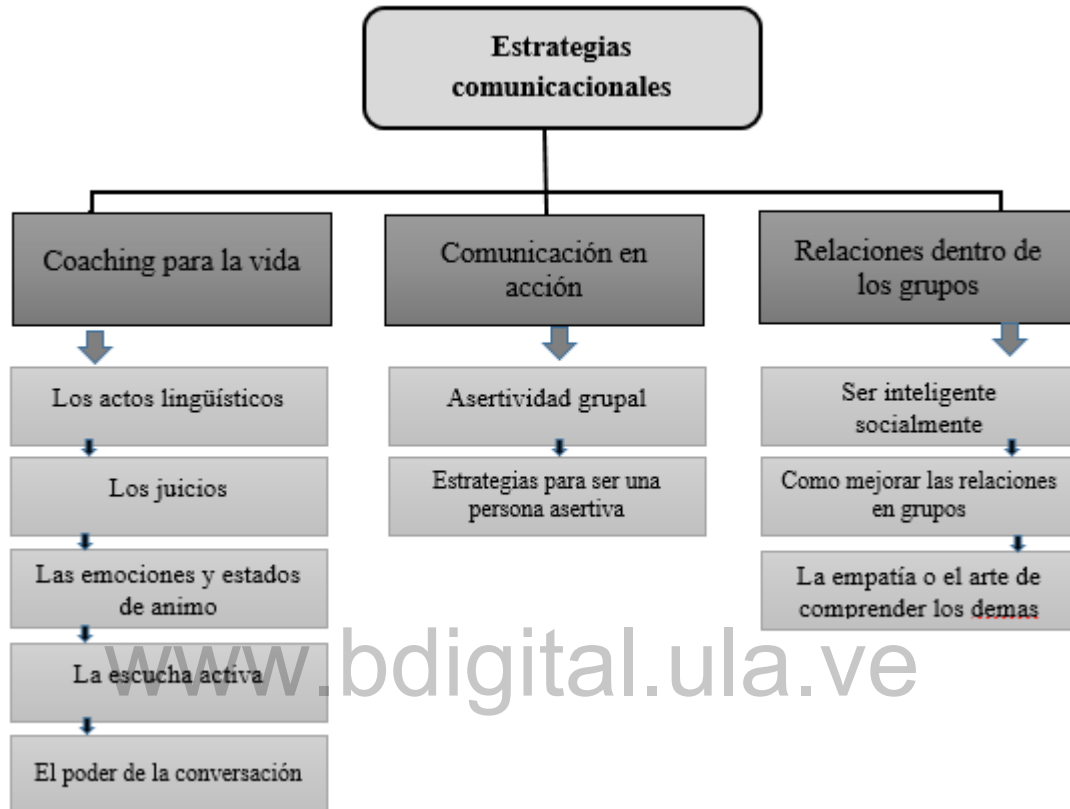 Estrategias
comunicacionales
Coaching para la vida
Los actos lingüísticos
Los juicios
Las emociones y estados
de animo
La escucha activa
El poder de la conversación
Comunicación en
acción
Asertividad grupal
Estrategias para ser una
persona asertiva
Relaciones dentro de
los grupos
Ser inteligente
socialmente
Como mejorar las relaciones
en grupos
La empatía o el arte de
comprender los demas
www.bdigital.ula.ve